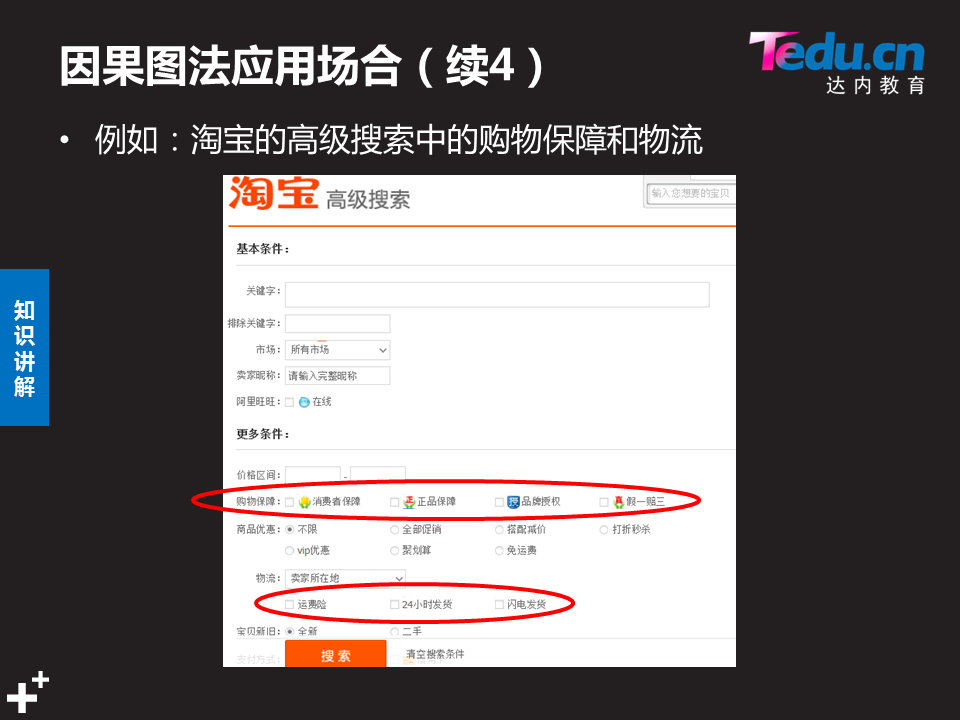 因果图法应用场合（续4）
Tedu.cn
达内教育
• 例如：淘宝的高级搜索中的购物保障和物流
知识讲解
淘宝 高级搜索
输入您想要的宝贝
基本条件：
关键字：
排除关键字：
市场： 所有市场
卖家昵称： 请输入完整昵称
阿里旺旺： 在线
更多条件：
价格区间： -
购物保障： 消费者保障 正品保障 品牌授权 假一赔三
商品优惠： 不限 全部促销 搭配减价 打折秒杀
vip优惠 聚划算 免运费
物流： 卖家所在地
运费险 24小时发货 闪电发货
宝贝新旧： 全新 二手
支付方式：
搜索 清空搜索条件